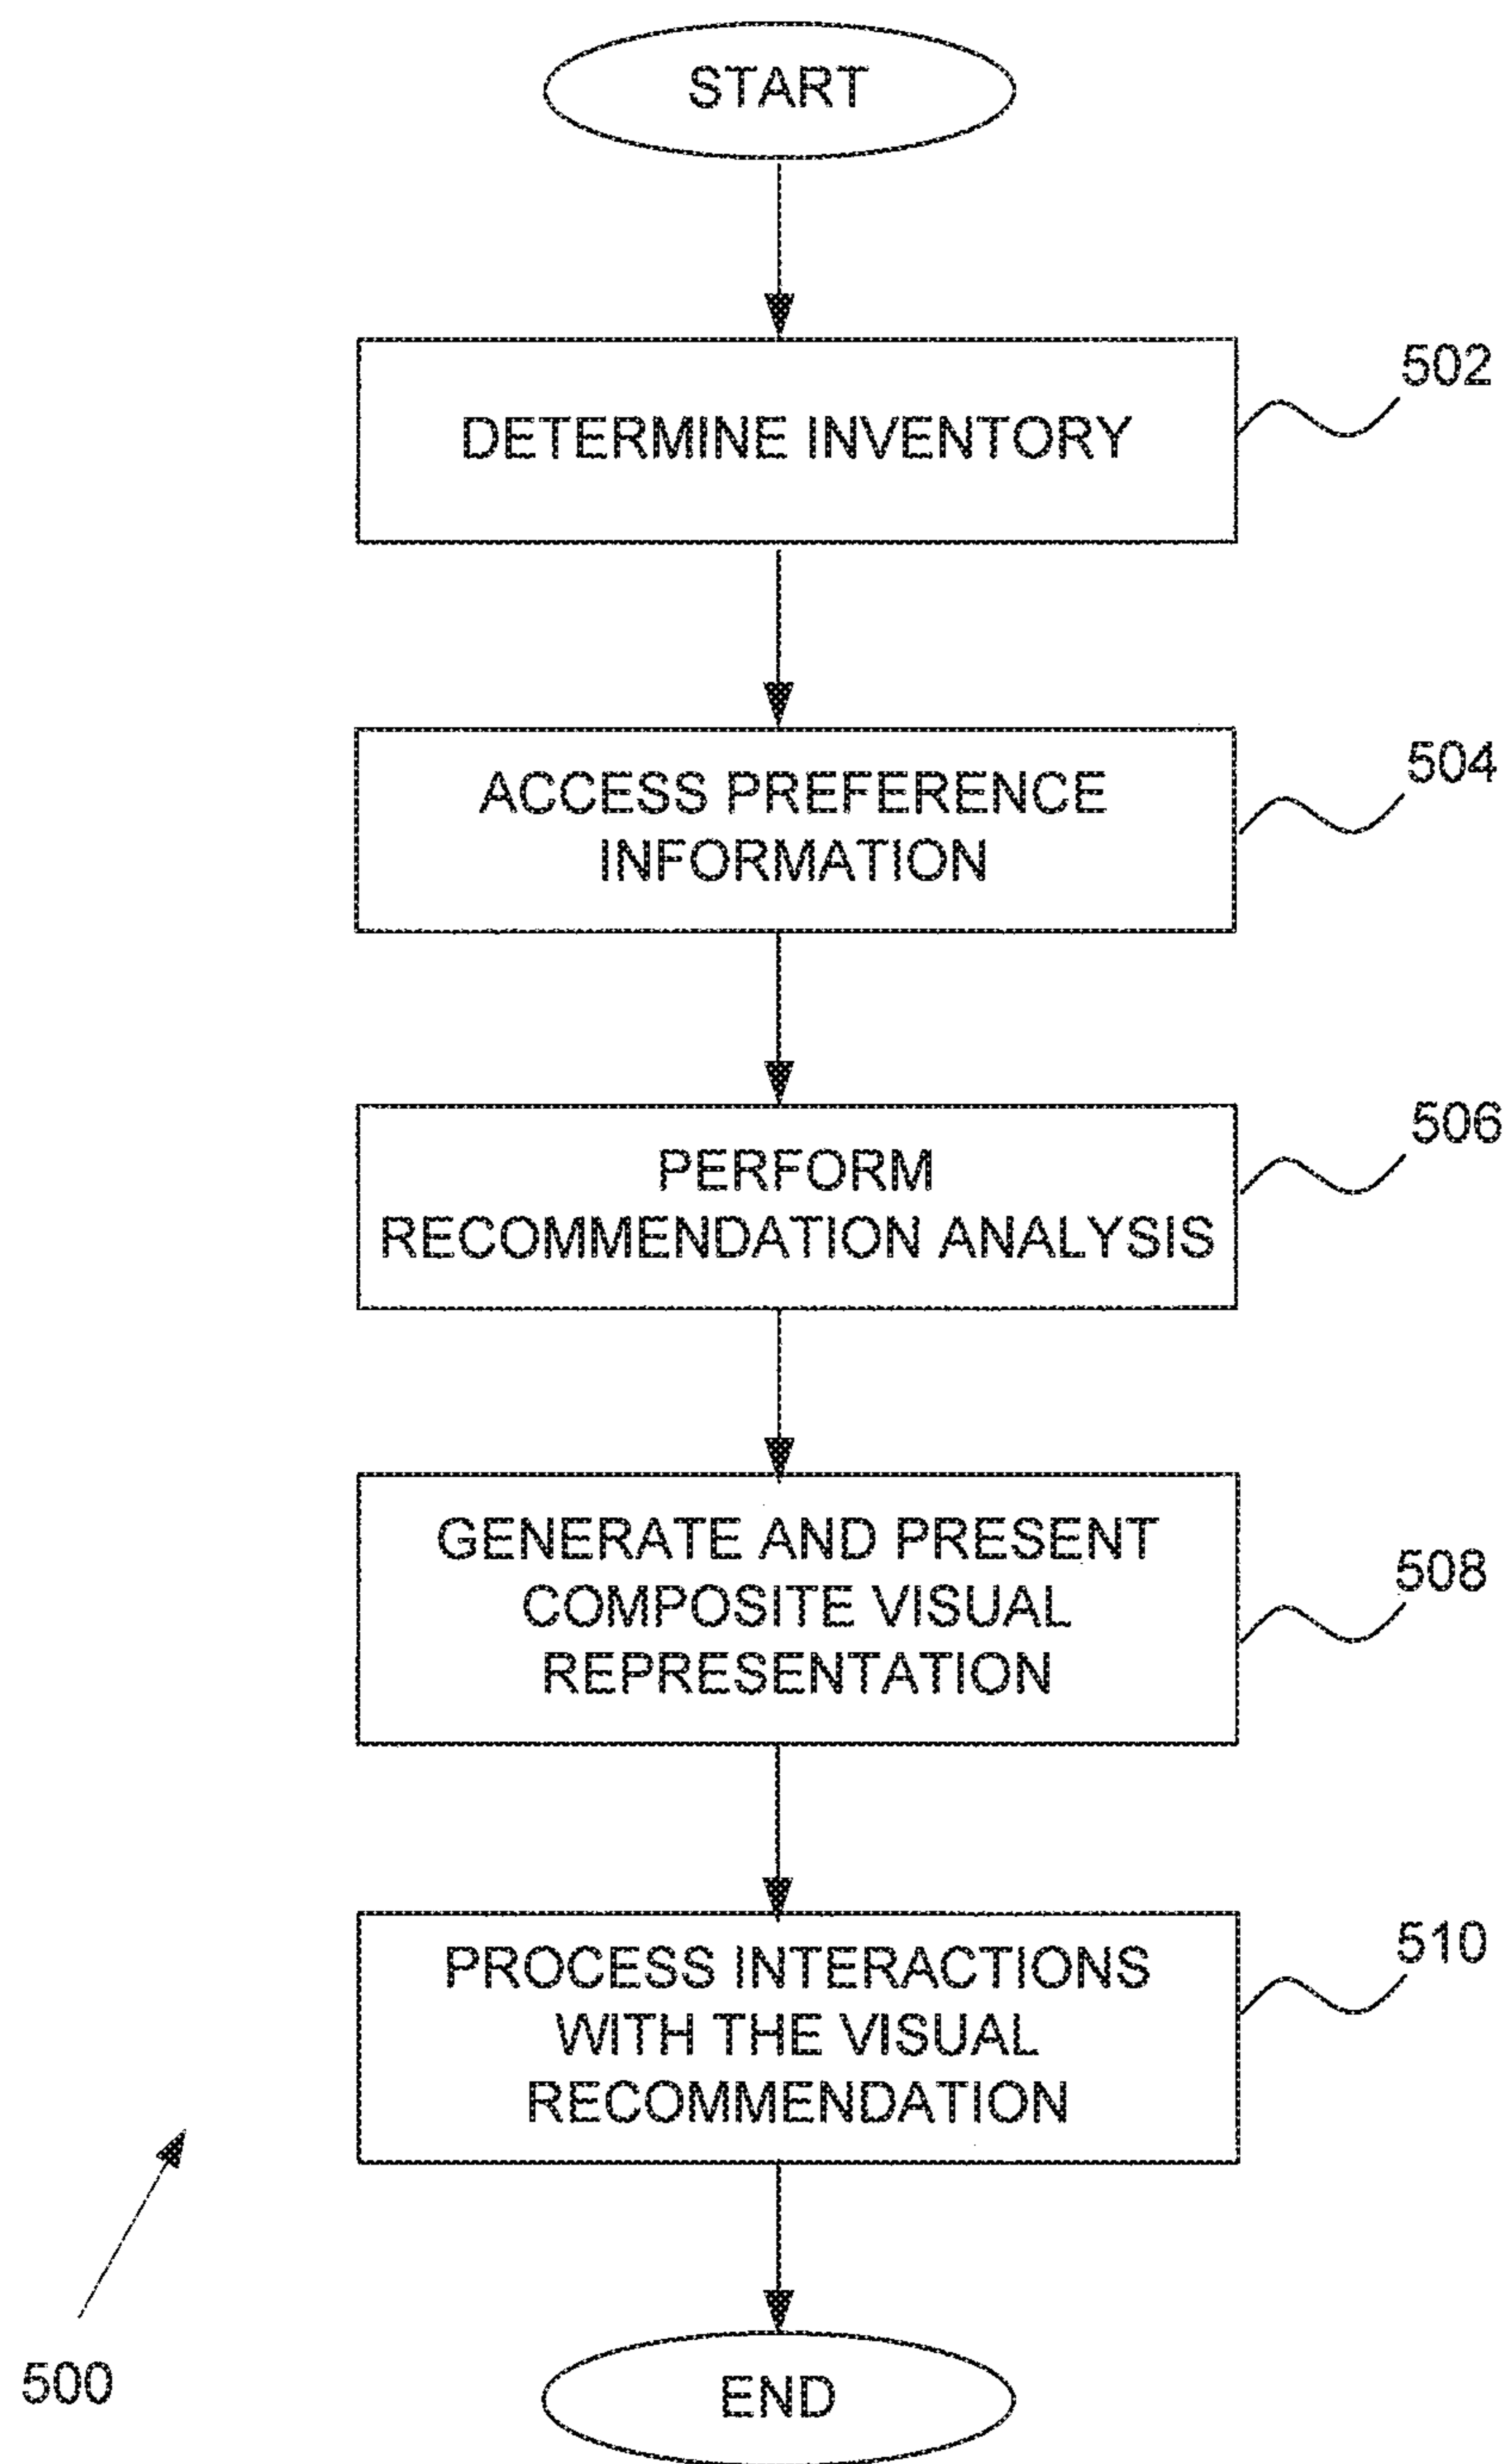 START
DETERMINE INVENTORY
502
ACCESS PREFERENCE
INFORMATION
504
PERFORM
RECOMMENDATION ANALYSIS
506
GENERATE AND PRESENT
COMPOSITE VISUAL
REPRESENTATION
508
PROCESS INTERACTIONS
WITH THE VISUAL
RECOMMENDATION
510
500
END